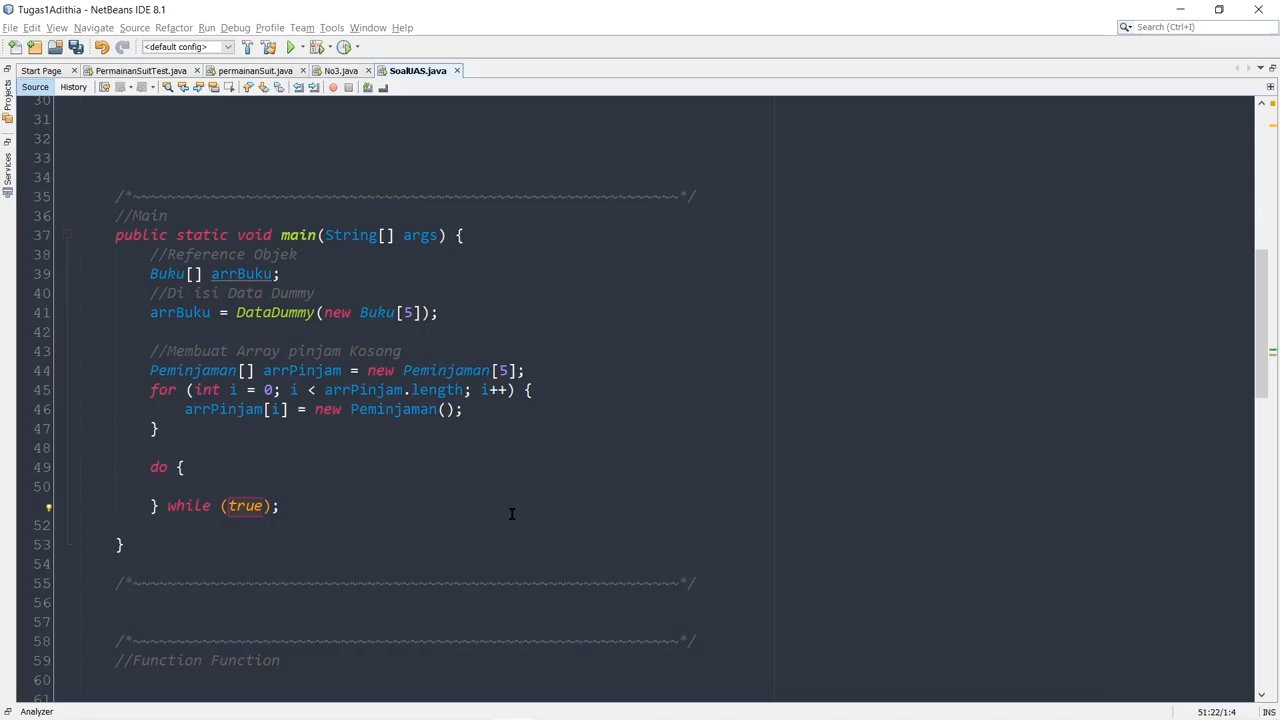 Tugas1Adithia - NetBeans IDE 8.1
File Edit View Navigate Source Refactor Run Debug Profile Team Tools Window Help
Search (Ctrl+I)
<default config>
Start Page PermainanSuitTest.java permainanSuit.java No3.java SoalUAS.java
Source History
Projects
Services
30
31
32
33
34
35 /*~~~~~~~~~~~~~~~~~~~~~~~~~~~~~~~~~~~~~~~~~~~~~~~~~~~~~~~~~~~~~~~*/
36 //Main
37 public static void main(String[] args) {
38 //Reference Objek
39 Buku[] arrBuku;
40 //Di isi Data Dummy
41 arrBuku = DataDummy(new Buku[5]);
42
43 //Membuat Array pinjam Kosong
44 Peminjaman[] arrPinjam = new Peminjaman[5];
45 for (int i = 0; i < arrPinjam.length; i++) {
46 arrPinjam[i] = new Peminjaman();
47 }
48
49 do {
50
51 } while (true);
52
53 }
54
55 /*~~~~~~~~~~~~~~~~~~~~~~~~~~~~~~~~~~~~~~~~~~~~~~~~~~~~~~~~~~~~~~~*/
56
57
58 /*~~~~~~~~~~~~~~~~~~~~~~~~~~~~~~~~~~~~~~~~~~~~~~~~~~~~~~~~~~~~~~~*/
59 //Function Function
60
61
Analyzer
51:22/1:4 INS